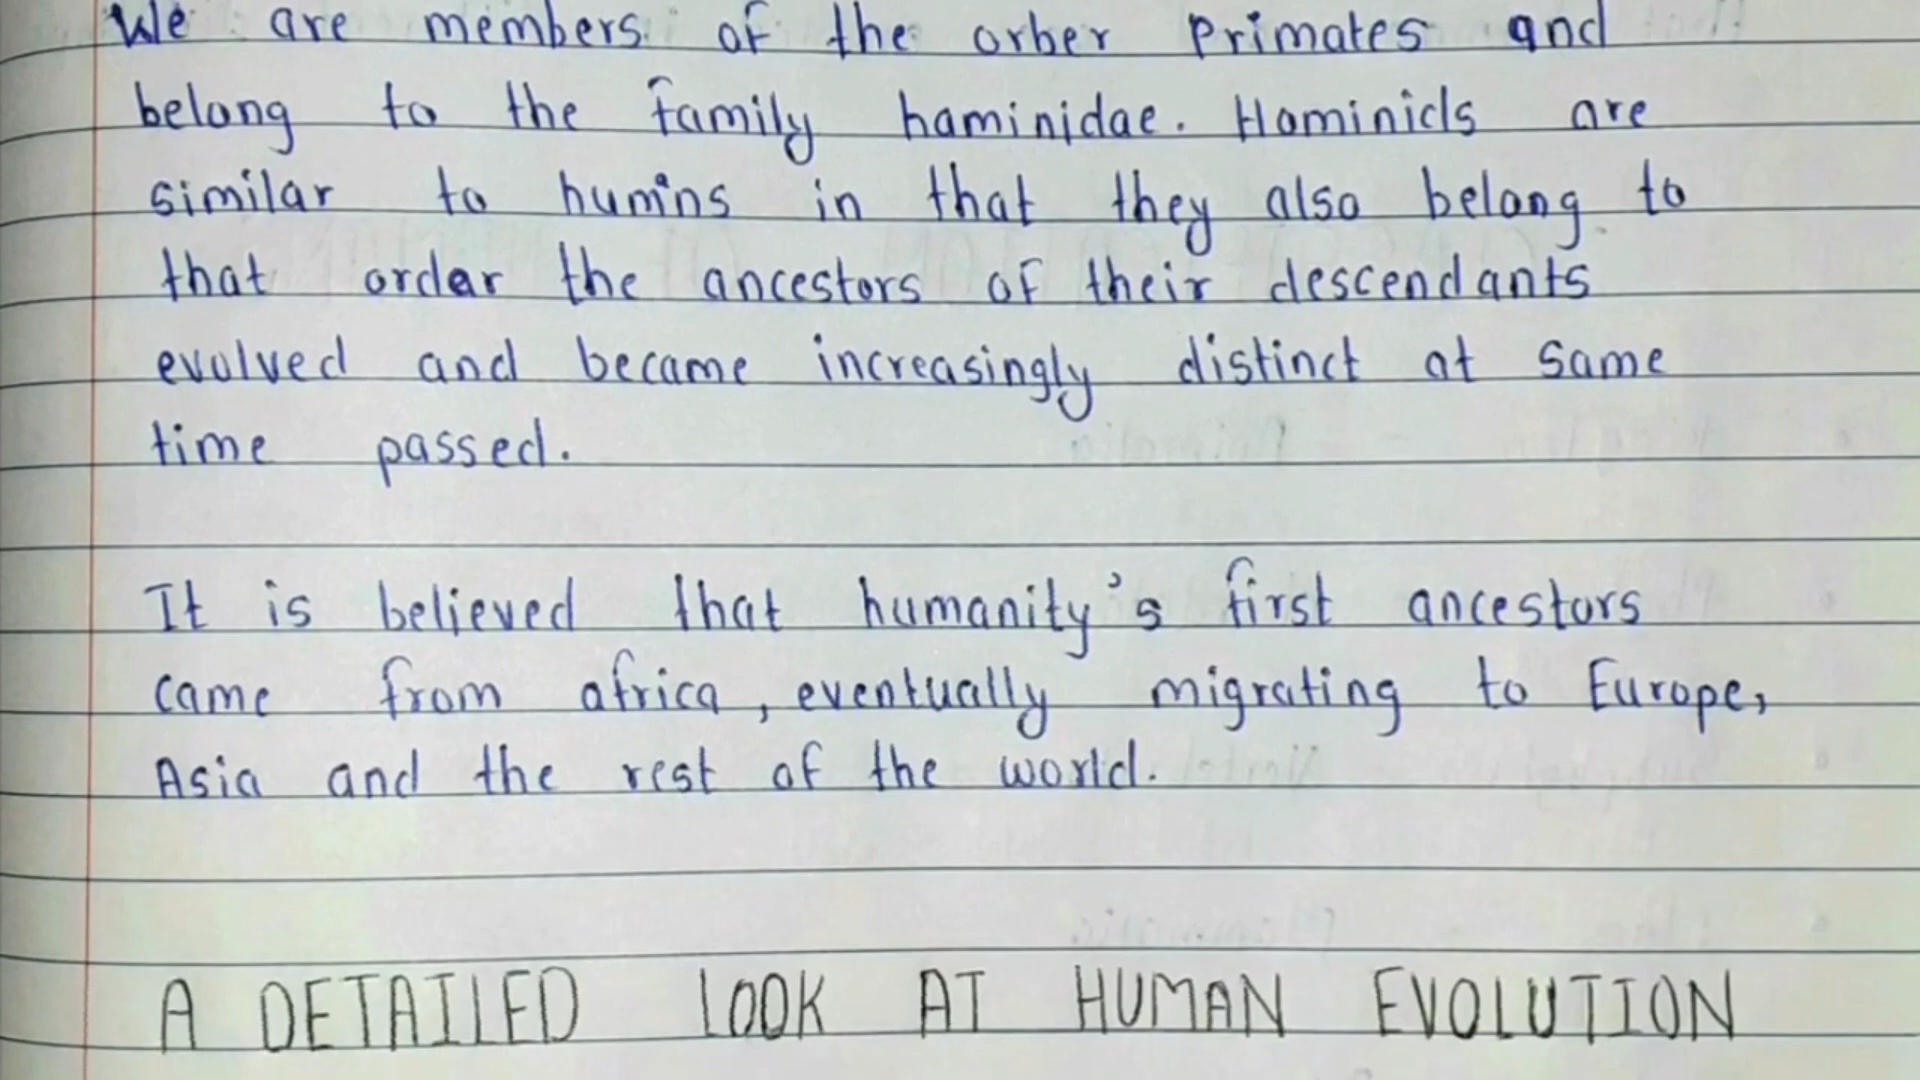 We are members of the orber primates and
belong to the family haminidae. Hominids are
similar to humins in that they also belong to
that order the ancestors of their descendants
evolved and became increasingly distinct at same
time passed.
It is believed that humanity's first ancestors
came from africa, eventually migrating to Europe,
Asia and the rest of the world.
A DETAILED LOOK AT HUMAN EVOLUTION